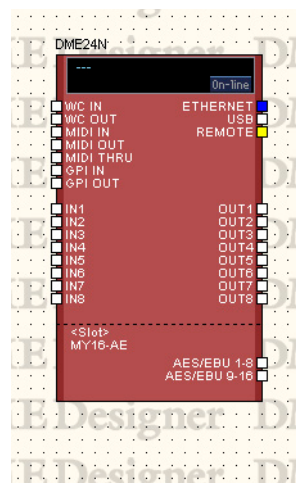 DME24N
---
On-line
WC IN ETHERNET
WC OUT USB
MIDI IN REMOTE
MIDI OUT
MIDI THRU
GPI IN
GPI OUT
IN1 OUT1
IN2 OUT2
IN3 OUT3
IN4 OUT4
IN5 OUT5
IN6 OUT6
IN7 OUT7
IN8 OUT8
<Slot>
MY16-AE
AES/EBU 1-8
AES/EBU 9-16
E Designer D